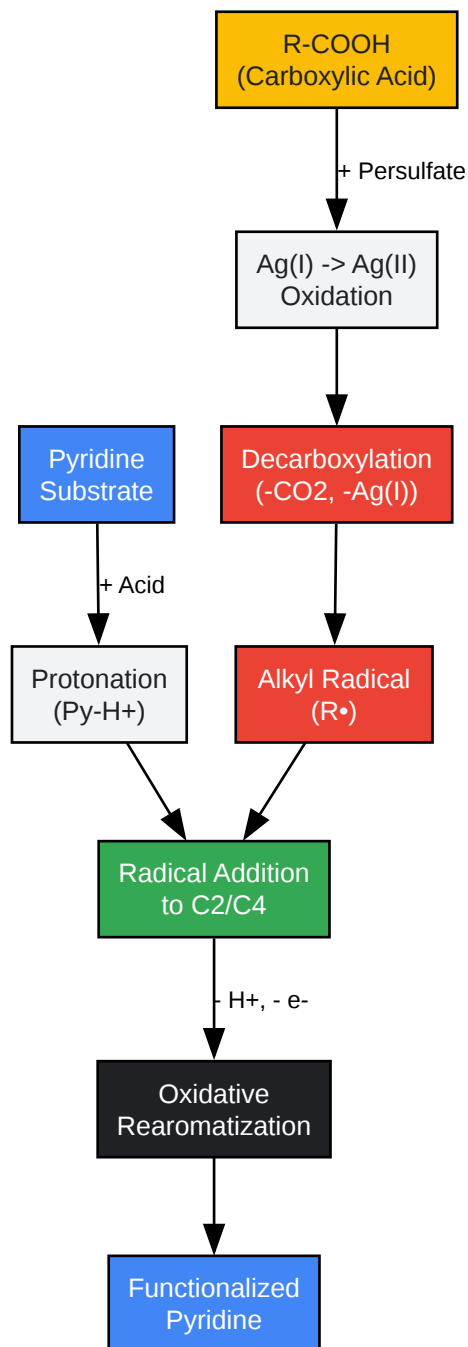 R-COOH
(Carboxylic Acid)
+ Persulfate
Ag(I) -> Ag(II)
Oxidation
Pyridine
Substrate
Decarboxylation
(-CO2, -Ag(I))
+ Acid
Protonation
(Py-H+)
Alkyl Radical
(R•)
Radical Addition
to C2/C4
- H+, - e-
Oxidative
Rearomatization
Functionalized
Pyridine